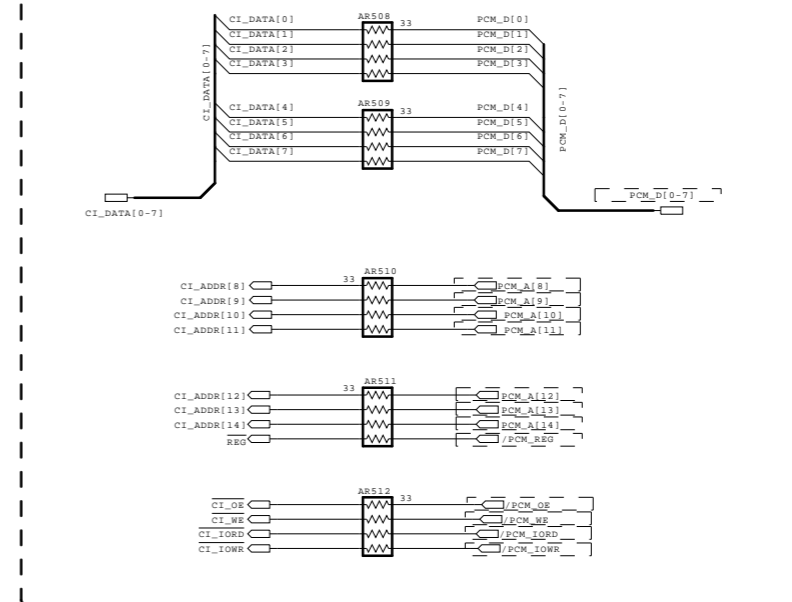 CI_DATA[0] AR508 33 PCM_D[0]
CI_DATA[1] PCM_D[1]
CI_DATA[2] PCM_D[2]
CI_DATA[3] PCM_D[3]
CI_DATA[0-7]
PCM_D[0-7]
CI_DATA[4] AR509 33 PCM_D[4]
CI_DATA[5] PCM_D[5]
CI_DATA[6] PCM_D[6]
CI_DATA[7] PCM_D[7]
PCM_D[0-7]
CI_DATA[0-7]
33 AR510
CI_ADDR[8] PCM_A[8]
CI_ADDR[9] PCM_A[9]
CI_ADDR[10] PCM_A[10]
CI_ADDR[11] PCM_A[11]
33 AR511
CI_ADDR[12] PCM_A[12]
CI_ADDR[13] PCM_A[13]
CI_ADDR[14] PCM_A[14]
REG /PCM_REG
AR512 33
CI_OE /PCM_OE
CI_WE /PCM_WE
CI_IORD /PCM_IORD
CI_IOWR /PCM_IOWR